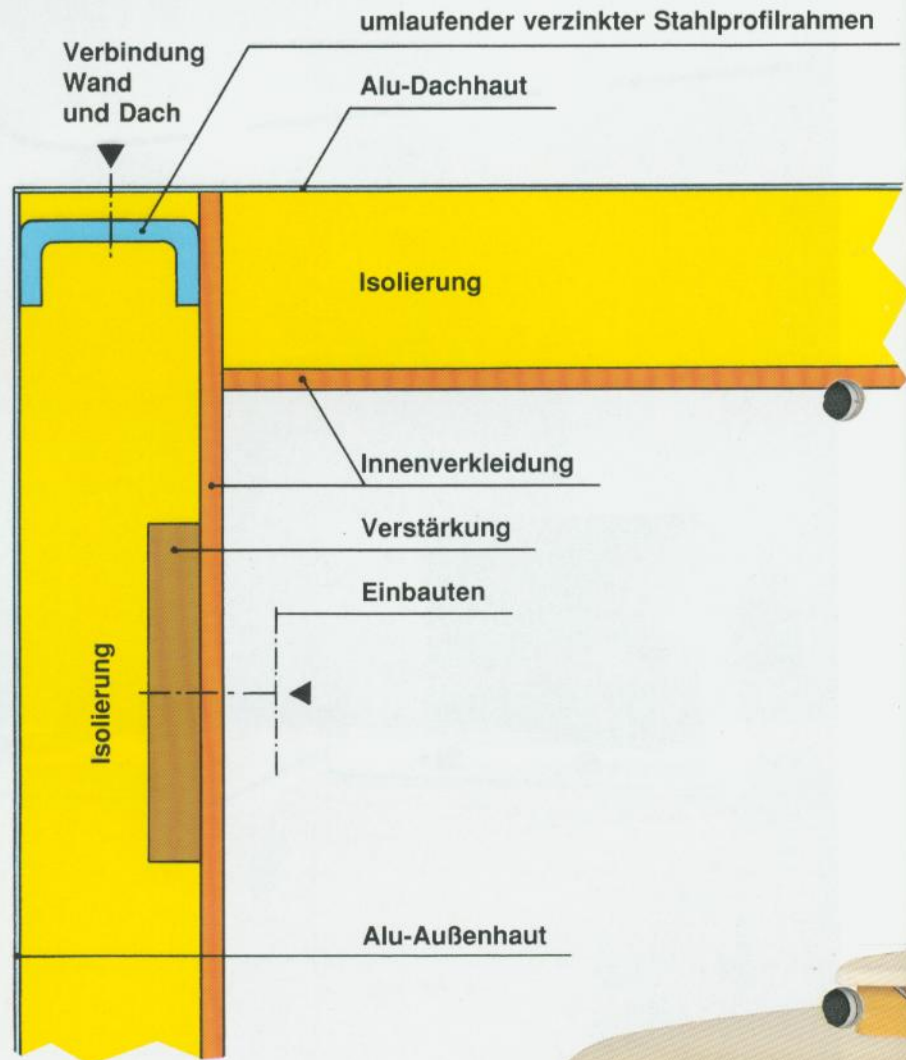 umlaufender verzinkter Stahlprofilrahmen
Verbindung
Wand
und Dach
Alu-Dachhaut
Isolierung
Innenverkleidung
Verstärkung
Einbauten
Isolierung
Alu-Außenhaut